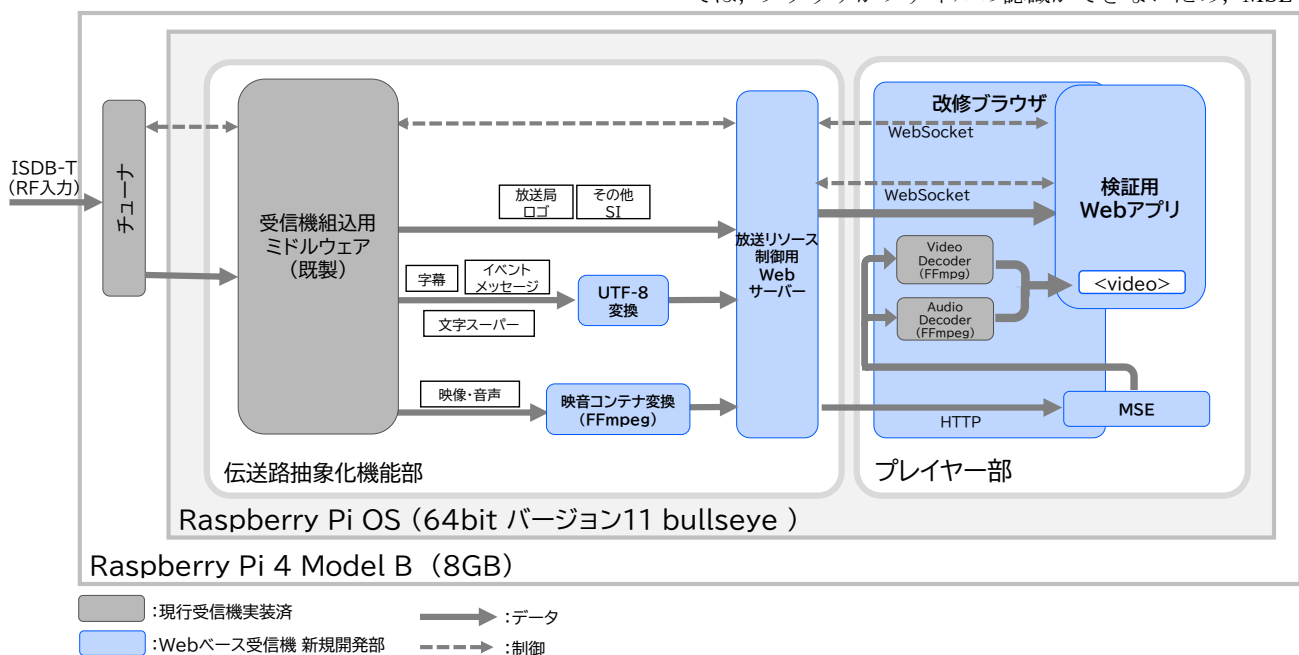 ISDB-T
(RF入力)
チューナ
受信機組込用
ミドルウェア
(既製)
放送局
ロゴ
その他
SI
字幕
イベント
メッセージ
文字スーパー
UTF-8
変換
映像・音声
映音コンテナ変換
(FFmpeg)
放送リソース
制御用
Web
サーバー
伝送路抽象化機能部
改修ブラウザ
WebSocket
WebSocket
検証用
Webアプリ
Video
Decoder
(FFmpg)
Audio
Decoder
(FFmpeg)
<video>
HTTP
MSE
プレイヤー部
Raspberry Pi OS (64bit バージョン11 bullseye )
Raspberry Pi 4 Model B (8GB)
:現行受信機実装済
:データ
:Webベース受信機 新規開発部
:制御